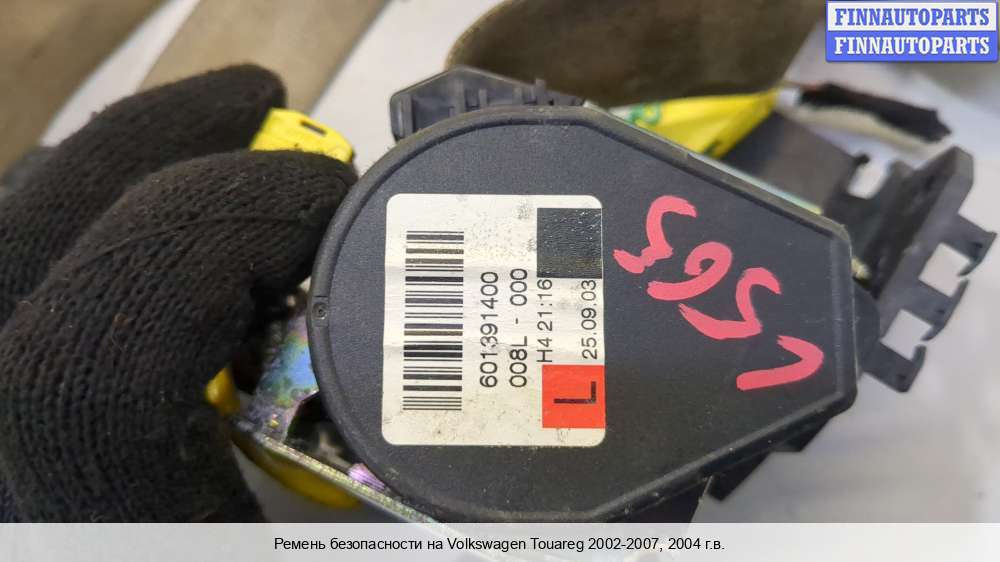 FINNAUTOPARTS
FINNAUTOPARTS
601391400
008L - 000
H4 21:16
25.09.03
L
Ремень безопасности на Volkswagen Touareg 2002-2007, 2004 г.в.